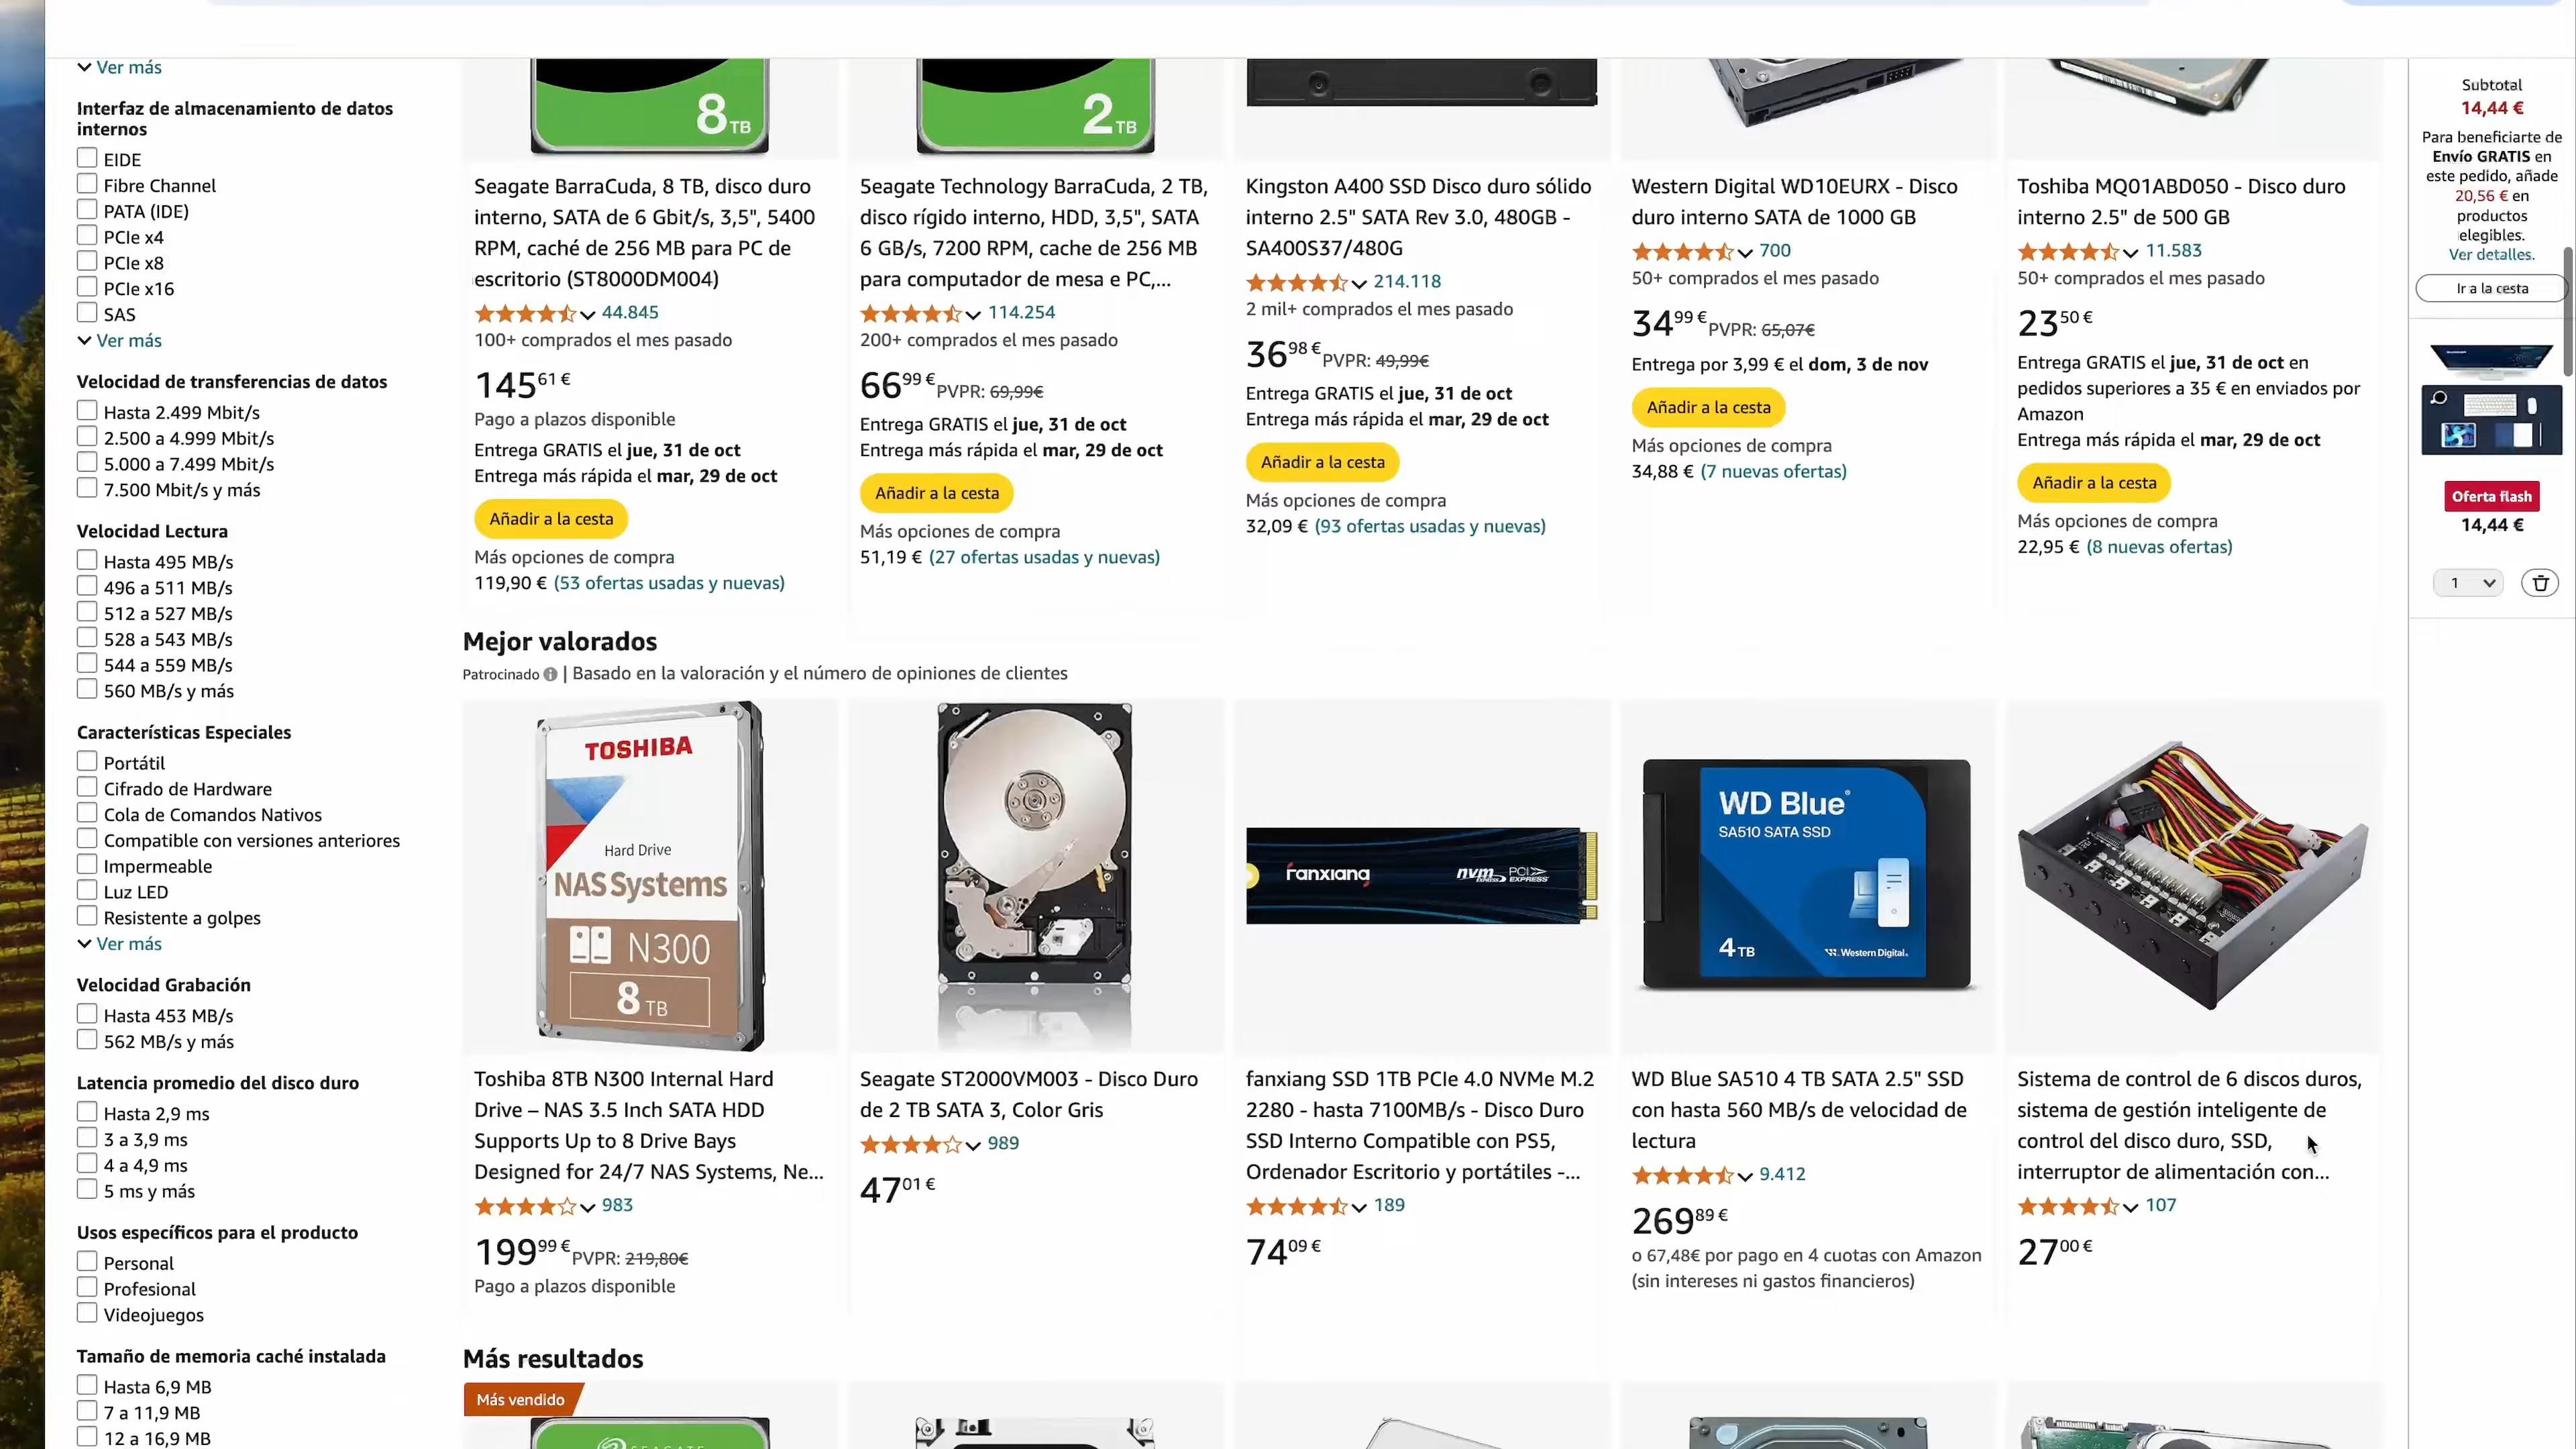 Ver más
Interfaz de almacenamiento de datos
internos
EIDE
Fibre Channel
PATA (IDE)
PCIe x4
PCIe x8
PCIe x16
SAS
Ver más
Velocidad de transferencias de datos
Hasta 2.499 Mbit/s
2.500 a 4.999 Mbit/s
5.000 a 7.499 Mbit/s
7.500 Mbit/s y más
Velocidad Lectura
Hasta 495 MB/s
496 a 511 MB/s
512 a 527 MB/s
528 a 543 MB/s
544 a 559 MB/s
560 MB/s y más
Características Especiales
Portátil
Cifrado de Hardware
Cola de Comandos Nativos
Compatible con versiones anteriores
Impermeable
Luz LED
Resistente a golpes
Ver más
Velocidad Grabación
Hasta 453 MB/s
562 MB/s y más
Latencia promedio del disco duro
Hasta 2,9 ms
3 a 3,9 ms
4 a 4,9 ms
5 ms y más
Usos específicos para el producto
Personal
Profesional
Videojuegos
Tamaño de memoria caché instalada
Hasta 6,9 MB
7 a 11,9 MB
12 a 16,9 MB
8 TB
Seagate BarraCuda, 8 TB, disco duro
interno, SATA de 6 Gbit/s, 3,5", 5400
RPM, caché de 256 MB para PC de
escritorio (ST8000DM004)
44.845
100+ comprados el mes pasado
145 61 €
Pago a plazos disponible
Entrega GRATIS el jue, 31 de oct
Entrega más rápida el mar, 29 de oct
Añadir a la cesta
Más opciones de compra
119,90 € (53 ofertas usadas y nuevas)
2 TB
Seagate Technology BarraCuda, 2 TB,
disco rígido interno, HDD, 3,5", SATA
6 GB/s, 7200 RPM, cache de 256 MB
para computador de mesa e PC,...
114.254
200+ comprados el mes pasado
66 99 € PVPR: 69,99€
Entrega GRATIS el jue, 31 de oct
Entrega más rápida el mar, 29 de oct
Añadir a la cesta
Más opciones de compra
51,19 € (27 ofertas usadas y nuevas)
Kingston A400 SSD Disco duro sólido
interno 2.5" SATA Rev 3.0, 480GB -
SA400S37/480G
214.118
2 mil+ comprados el mes pasado
36 98 € PVPR: 49,99€
Entrega GRATIS el jue, 31 de oct
Entrega más rápida el mar, 29 de oct
Añadir a la cesta
Más opciones de compra
32,09 € (93 ofertas usadas y nuevas)
Western Digital WD10EURX - Disco
duro interno SATA de 1000 GB
700
50+ comprados el mes pasado
34 99 € PVPR: 65,07€
Entrega por 3,99 € el dom, 3 de nov
Añadir a la cesta
Más opciones de compra
34,88 € (7 nuevas ofertas)
Toshiba MQ01ABD050 - Disco duro
interno 2.5" de 500 GB
11.583
50+ comprados el mes pasado
23 50 €
Entrega GRATIS el jue, 31 de oct en
pedidos superiores a 35 € en enviados por
Amazon
Entrega más rápida el mar, 29 de oct
Añadir a la cesta
Más opciones de compra
22,95 € (8 nuevas ofertas)
Mejor valorados
Patrocinado | Basado en la valoración y el número de opiniones de clientes
TOSHIBA
Hard Drive
NAS Systems
N300
8 TB
Toshiba 8TB N300 Internal Hard
Drive – NAS 3.5 Inch SATA HDD
Supports Up to 8 Drive Bays
Designed for 24/7 NAS Systems, Ne...
983
199 99 € PVPR: 219,80€
Pago a plazos disponible
Seagate ST2000VM003 - Disco Duro
de 2 TB SATA 3, Color Gris
989
47 01 €
fanxiang
nvm EXPRESS
PCI EXPRESS
fanxiang SSD 1TB PCIe 4.0 NVMe M.2
2280 - hasta 7100MB/s - Disco Duro
SSD Interno Compatible con PS5,
Ordenador Escritorio y portátiles -...
189
74 09 €
WD Blue®
SA510 SATA SSD
4 TB
Western Digital
WD Blue SA510 4 TB SATA 2.5" SSD
con hasta 560 MB/s de velocidad de
lectura
9.412
269 89 €
o 67,48€ por pago en 4 cuotas con Amazon
(sin intereses ni gastos financieros)
Sistema de control de 6 discos duros,
sistema de gestión inteligente de
control del disco duro, SSD,
interruptor de alimentación con...
107
27 00 €
Más resultados
Más vendido
SEAGATE
Subtotal
14,44 €
Para beneficiarte de
Envío GRATIS en
este pedido, añade
20,56 € en
productos
elegibles.
Ver detalles.
Ir a la cesta
Oferta flash
14,44 €
1